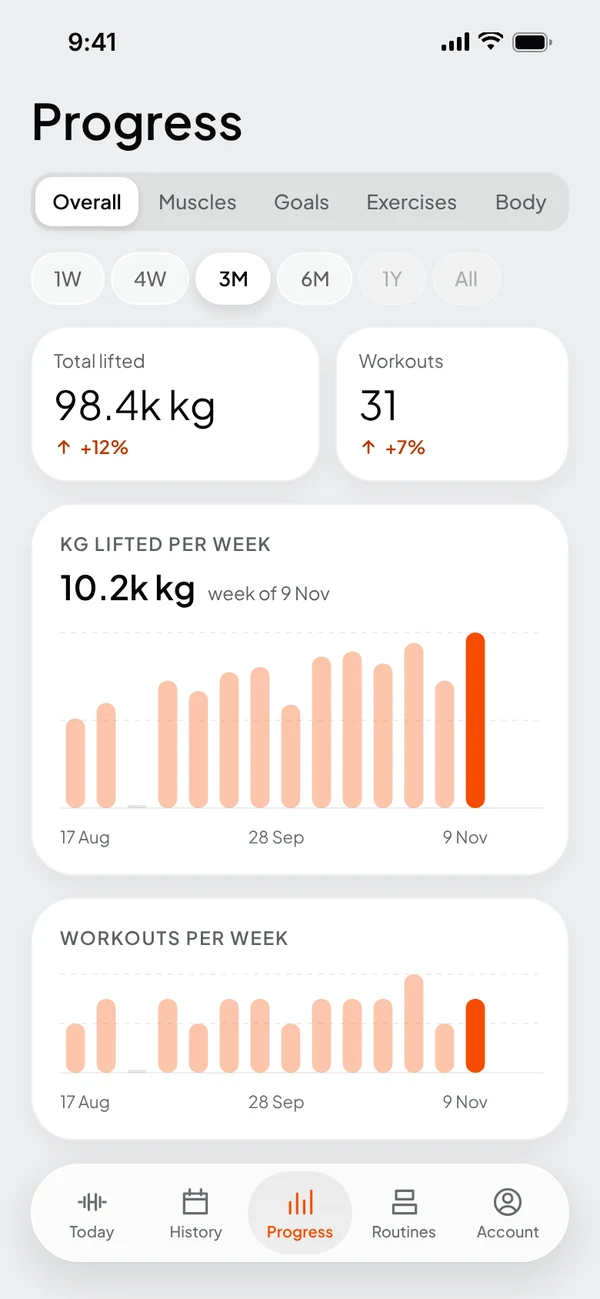 9:41
Progress
Overall Muscles Goals Exercises Body
1W 4W 3M 6M 1Y All
Total lifted
98.4k kg
↑ +12%
Workouts
31
↑ +7%
KG LIFTED PER WEEK
10.2k kg week of 9 Nov
17 Aug 28 Sep 9 Nov
WORKOUTS PER WEEK
17 Aug 28 Sep 9 Nov
Today History Progress Routines Account